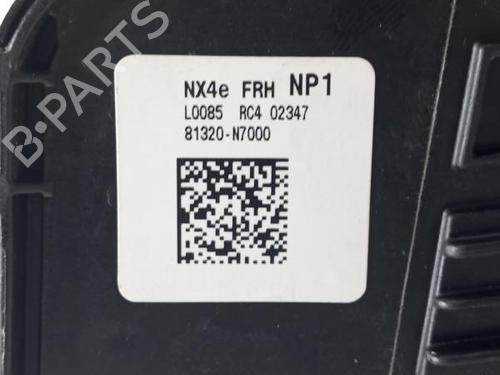 NX4e FRH NP1
L0085 RC4 02347
81320-N7000
B-PARTS